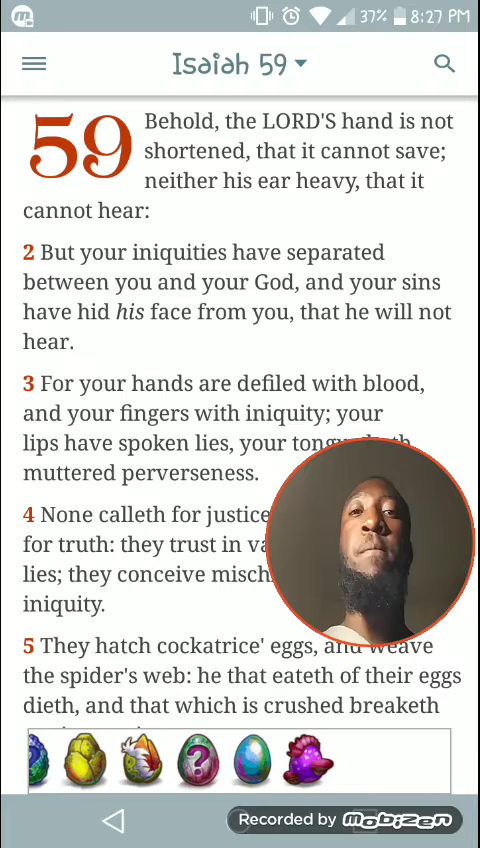 37% 8:27 PM
Isaiah 59
59 Behold, the LORD'S hand is not
shortened, that it cannot save;
neither his ear heavy, that it
cannot hear:
2 But your iniquities have separated
between you and your God, and your sins
have hid his face from you, that he will not
hear.
3 For your hands are defiled with blood,
and your fingers with iniquity; your
lips have spoken lies, your
muttered perverseness.
4 None calleth for justice
for truth: they trust in
lies; they conceive
iniquity.
5 They hatch cockatrice' eggs, and weave
the spider's web: he that eateth of their eggs
dieth, and that which is crushed breaketh
?
Recorded by mobizen